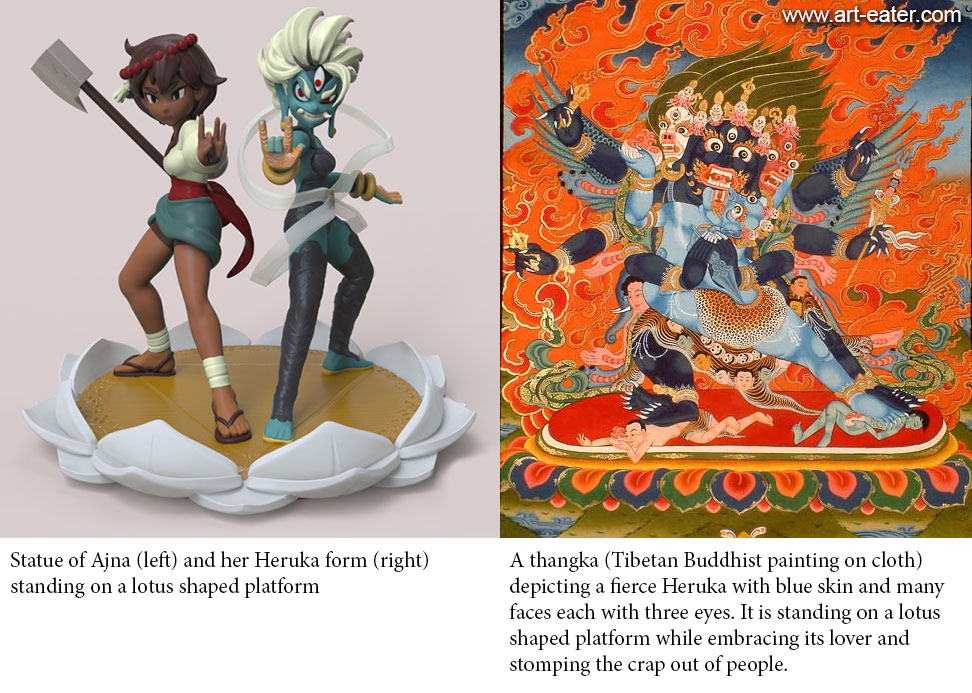 www.art-eater.com
Statue of Ajna (left) and her Heruka form (right)
standing on a lotus shaped platform
A thangka (Tibetan Buddhist painting on cloth)
depicting a fierce Heruka with blue skin and many
faces each with three eyes. It is standing on a lotus
shaped platform while embracing its lover and
stomping the crap out of people.